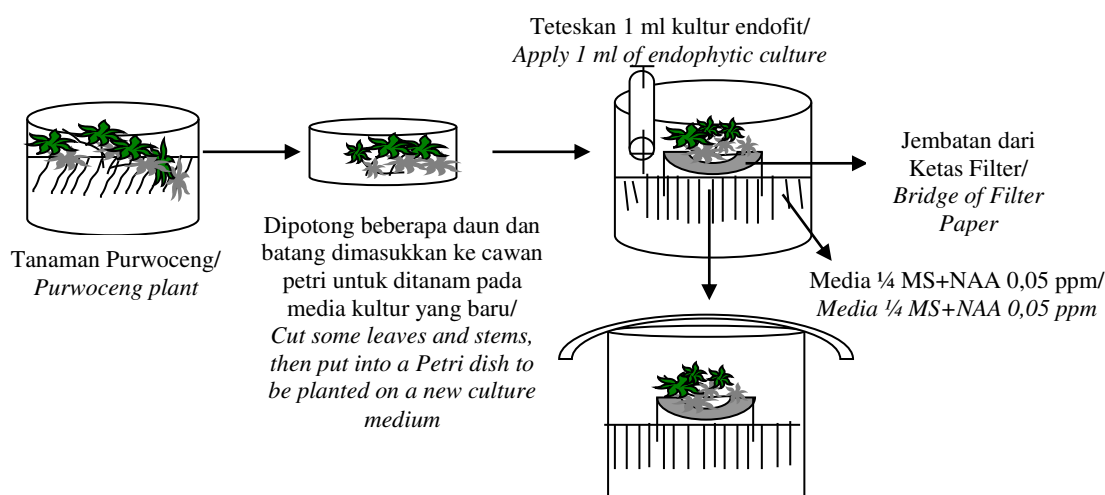 Teteskan 1 ml kultur endofit/
Apply 1 ml of endophytic culture
Jembatan dari
Ketas Filter/
Bridge of Filter
Paper
Tanaman Purwoceng/
Purwoceng plant
Dipotong beberapa daun dan
batang dimasukkan ke cawan
petri untuk ditanam pada
media kultur yang baru/
Cut some leaves and stems,
then put into a Petri dish to
be planted on a new culture
medium
Media ¼ MS+NAA 0,05 ppm/
Media ¼ MS+NAA 0,05 ppm